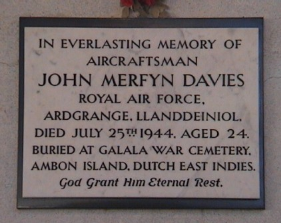 IN EVERLASTING MEMORY OF
AIRCRAFTSMAN
JOHN MERFYN DAVIES
ROYAL AIR FORCE,
ARDGRANGE, LLANDDEINIOL.
DIED JULY 25TH 1944, AGED 24.
BURIED AT GALALA WAR CEMETERY,
AMBON ISLAND, DUTCH EAST INDIES.
God Grant Him Eternal Rest.